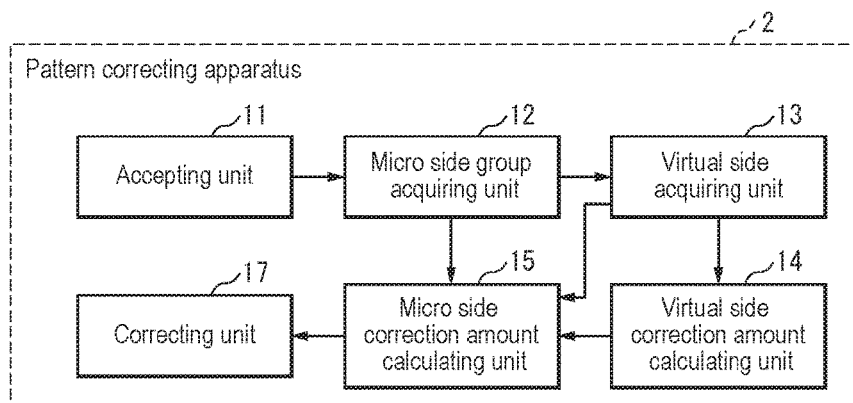 2
Pattern correcting apparatus
11
12
13
Accepting unit
Micro side group
acquiring unit
Virtual side
acquiring unit
17
15
14
Correcting unit
Micro side
correction amount
calculating unit
Virtual side
correction amount
calculating unit